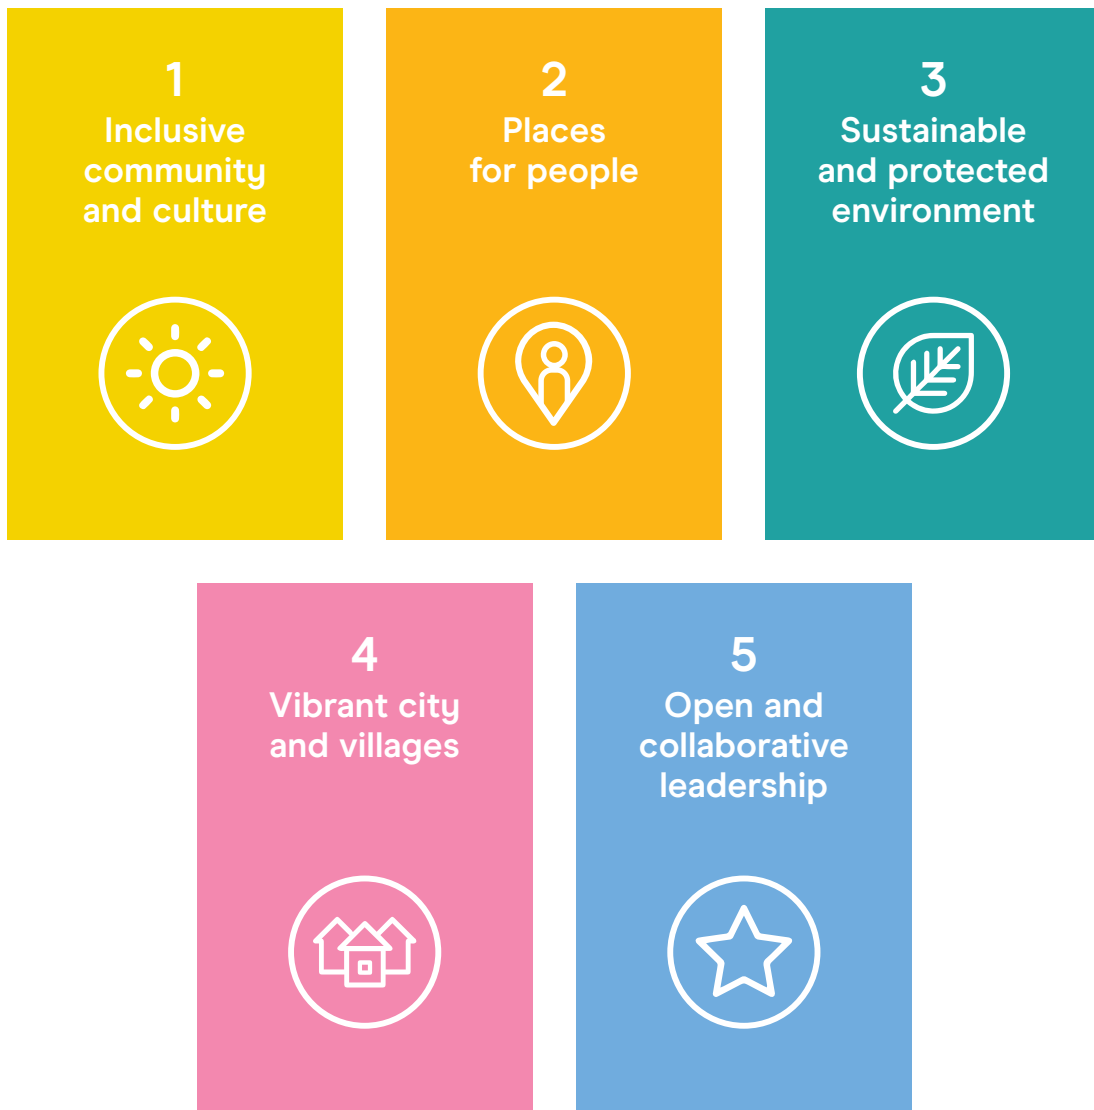 1
Inclusive
community
and culture
2
Places
for people
3
Sustainable
and protected
environment
4
Vibrant city
and villages
5
Open and
collaborative
leadership